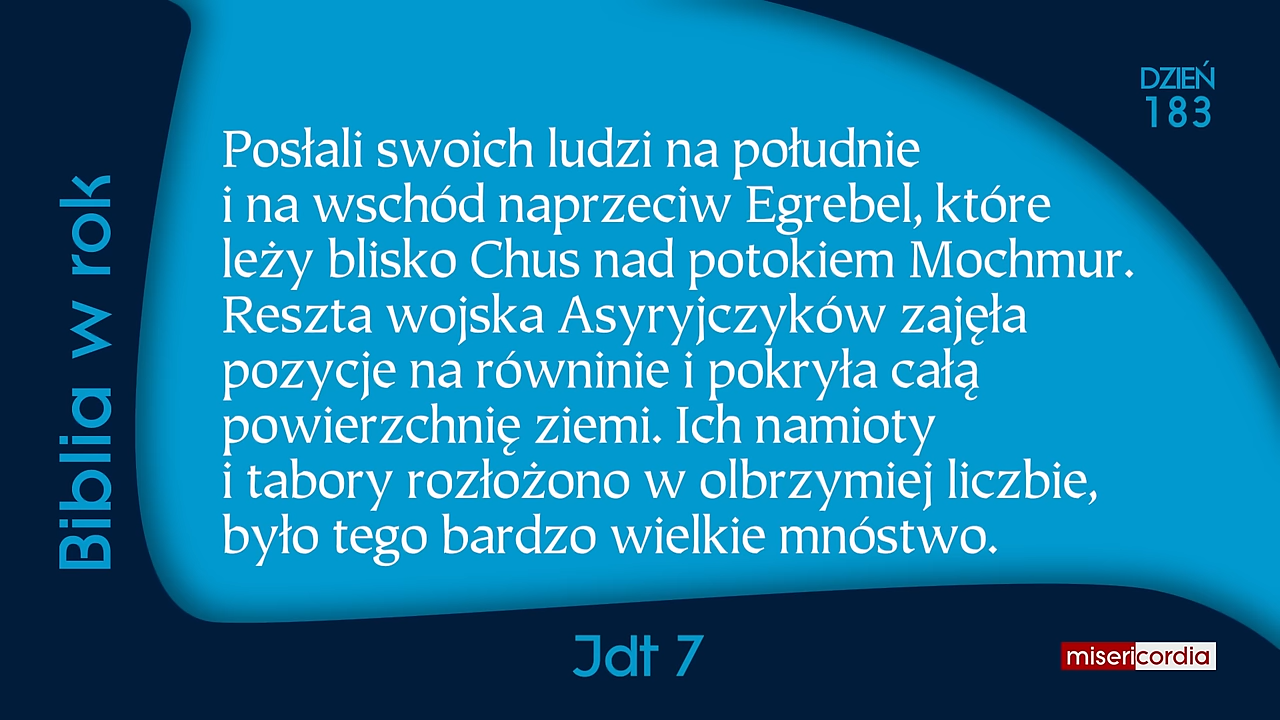 DZIEŃ
183
Biblia w rok
Posłali swoich ludzi na południe
i na wschód naprzeciw Egrebel, które
leży blisko Chus nad potokiem Mochmur.
Reszta wojska Asyryjczyków zajęła
pozycje na równinie i pokryła całą
powierzchnię ziemi. Ich namioty
i tabory rozłożono w olbrzymiej liczbie,
było tego bardzo wielkie mnóstwo.
Jdt 7
misericordia